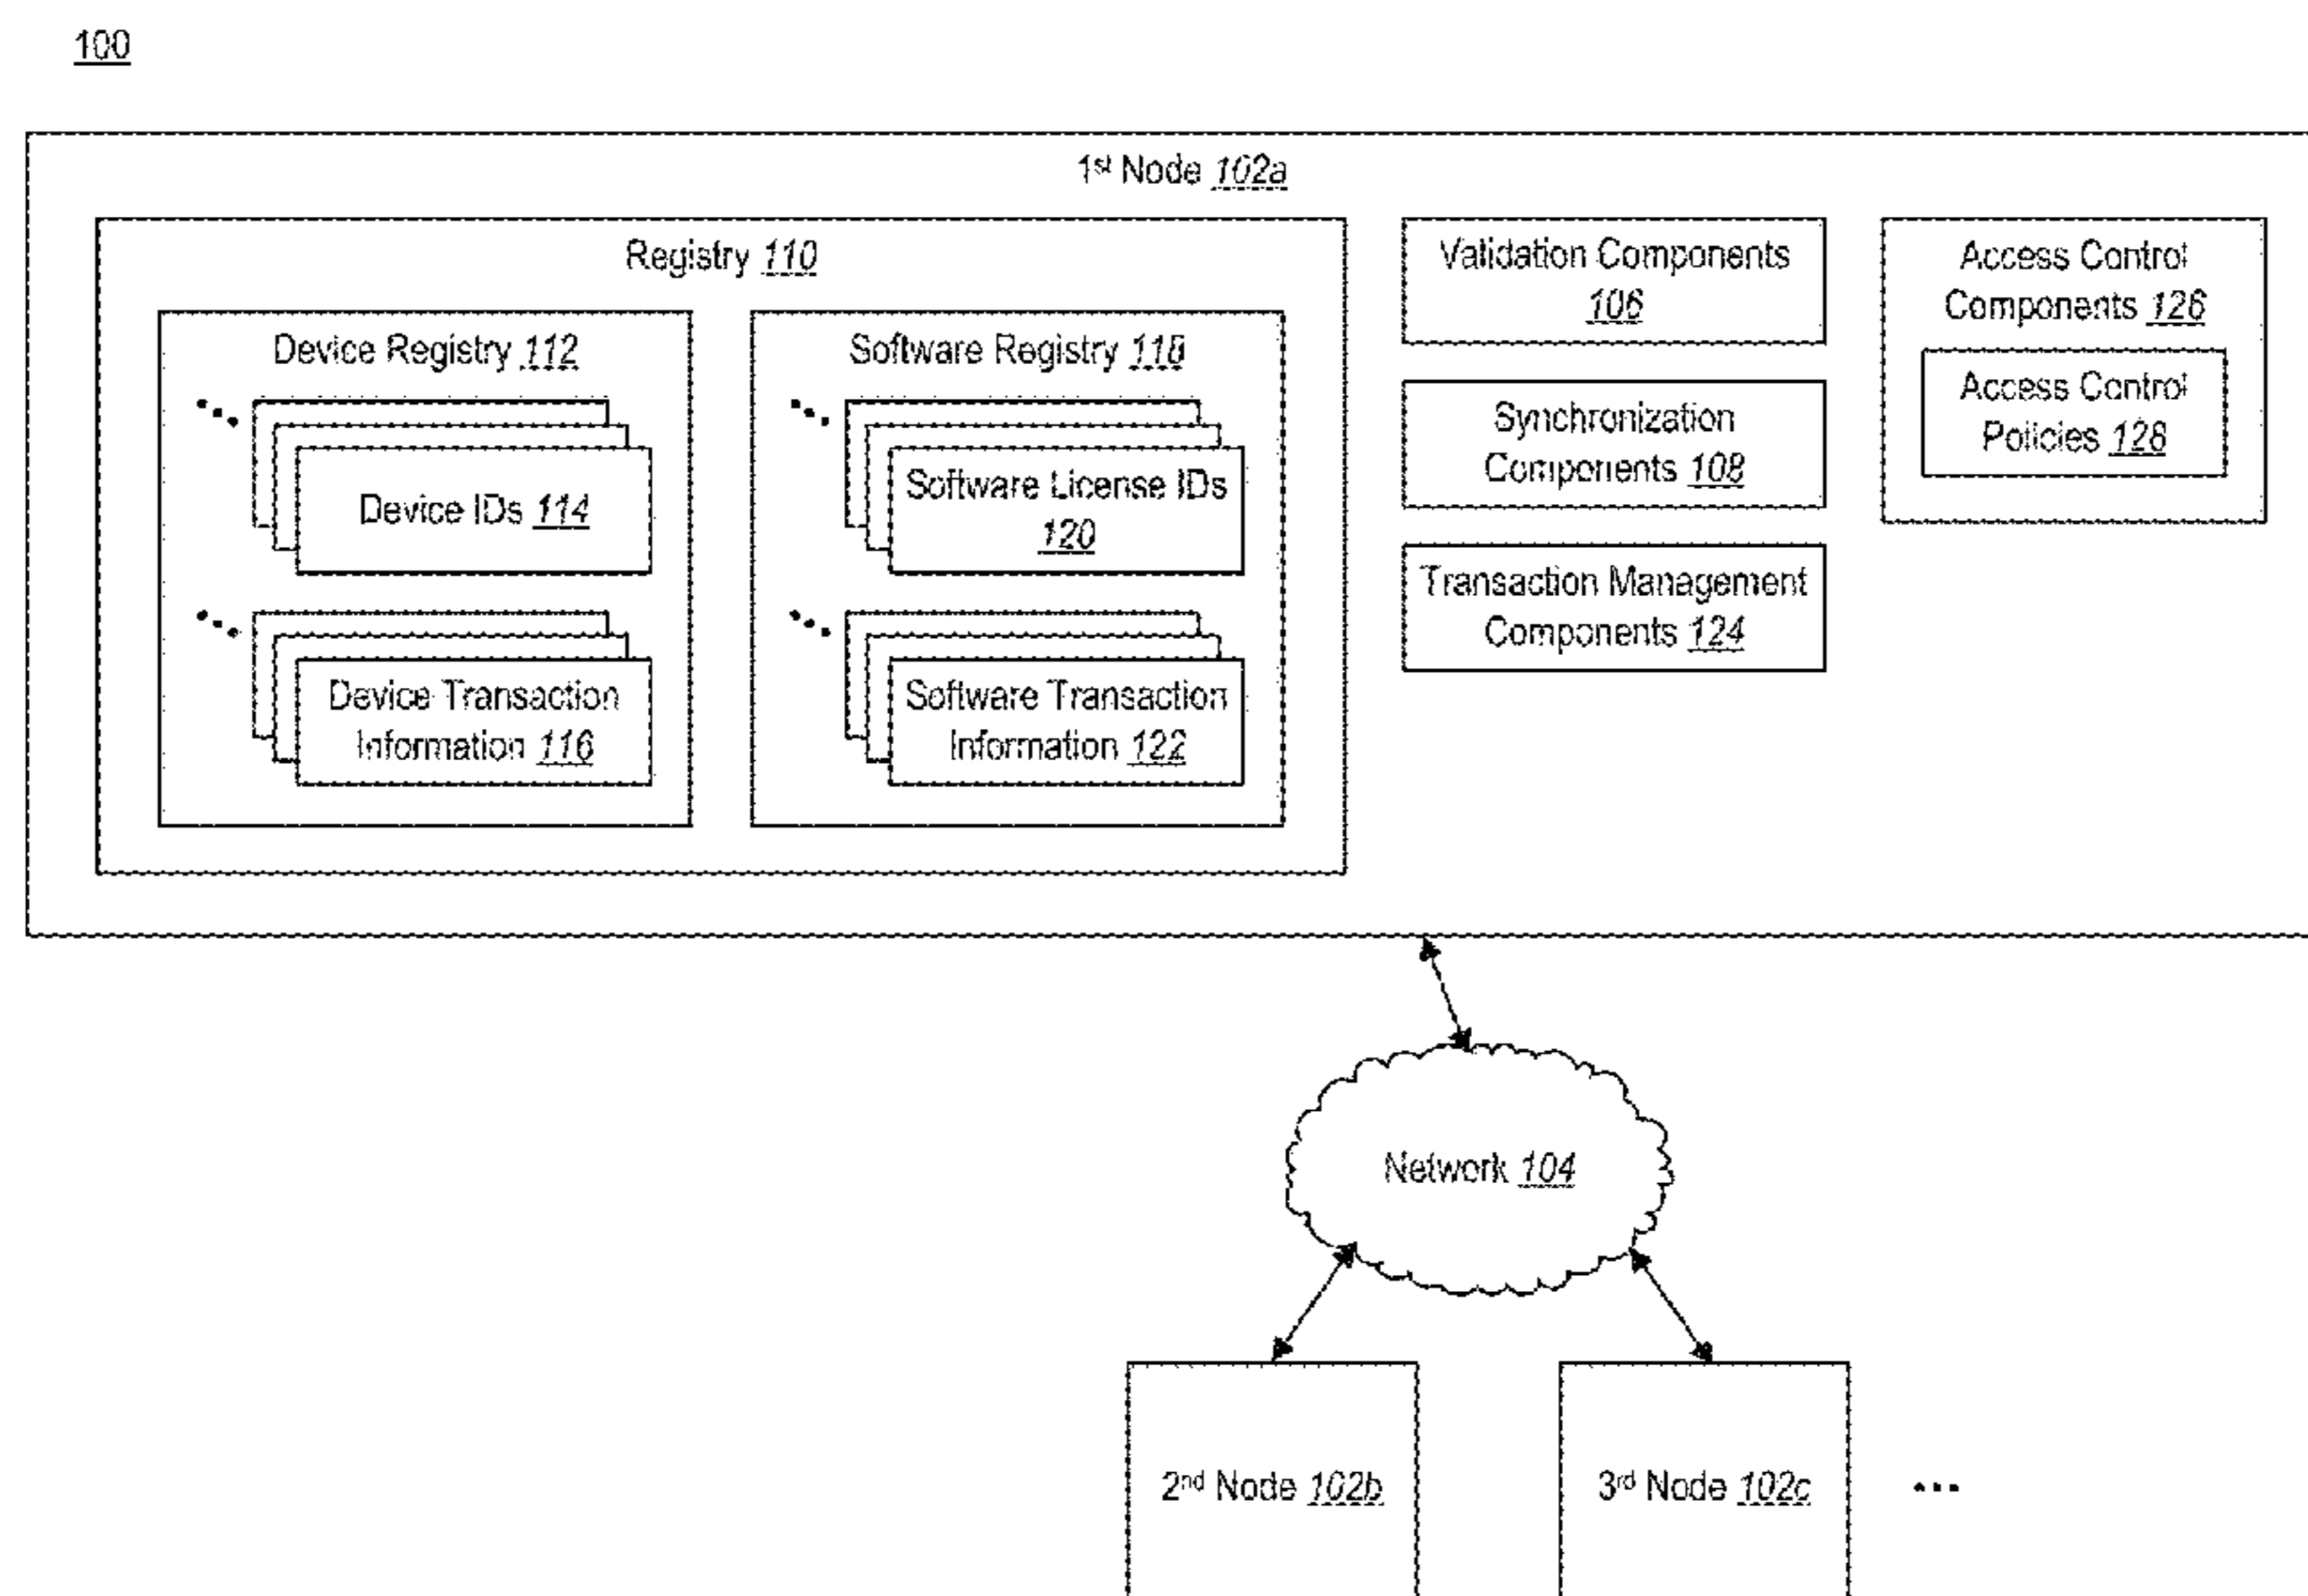 100
1st Node 102a
Registry 110
Device Registry 112
Device IDs 114
Device Transaction
Information 116
Software Registry 118
Software License IDs
120
Software Transaction
Information 122
Validation Components
106
Synchronization
Components 108
Transaction Management
Components 124
Access Control
Components 126
Access Control
Policies 128
Network 104
2nd Node 102b
3rd Node 102c
...